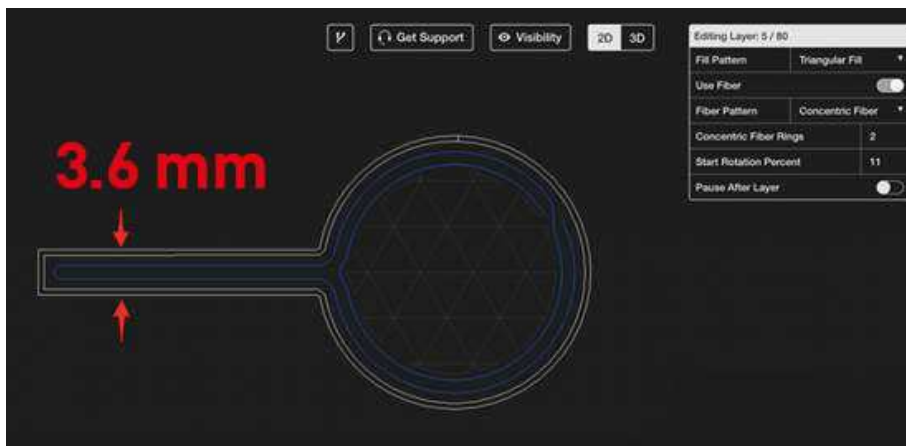 Get Support
Visibility
2D 3D
Editing Layer: 5 / 80
Fill Pattern Triangular Fill
Use Fiber
Fiber Pattern Concentric Fiber
Concentric Fiber Rings 2
Start Rotation Percent 11
Pause After Layer
3.6 mm